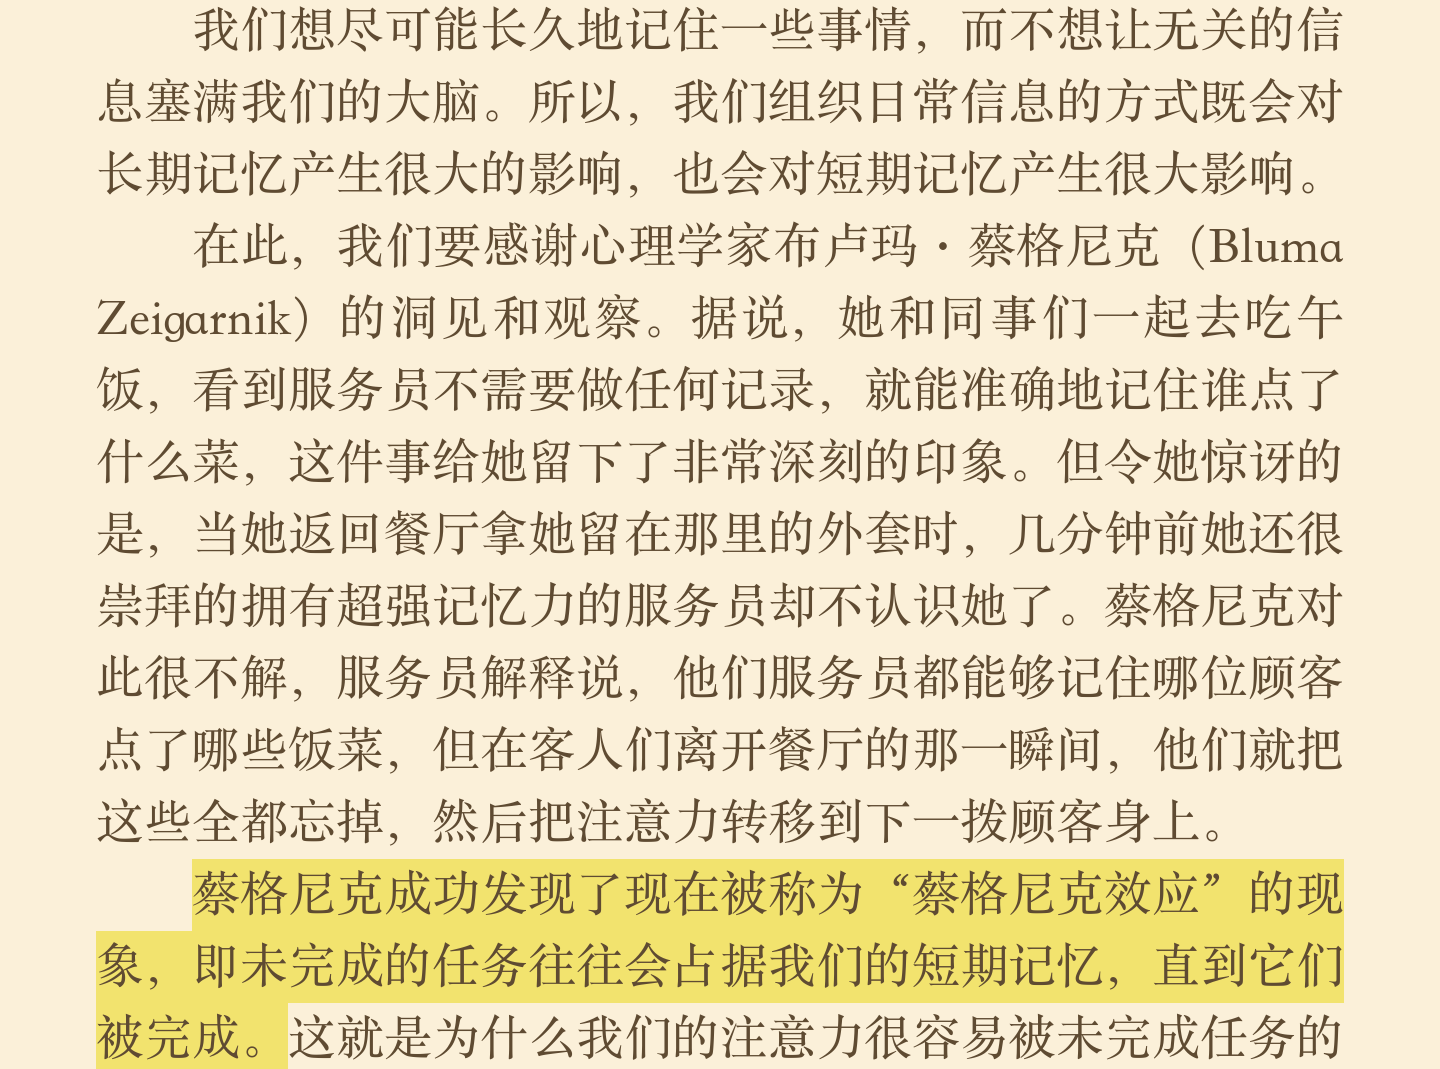 我们想尽可能长久地记住一些事情，而不想让无关的信
息塞满我们的大脑。所以，我们组织日常信息的方式既会对
长期记忆产生很大的影响，也会对短期记忆产生很大影响。
在此，我们要感谢心理学家布卢玛·蔡格尼克（Bluma
Zeigarnik）的洞见和观察。据说，她和同事们一起去吃午
饭，看到服务员不需要做任何记录，就能准确地记住谁点了
什么菜，这件事给她留下了非常深刻的印象。但令她惊讶的
是，当她返回餐厅拿她留在那里的外套时，几分钟前她还很
崇拜的拥有超强记忆力的服务员却不认识她了。蔡格尼克对
此很不解，服务员解释说，他们服务员都能够记住哪位顾客
点了哪些饭菜，但在客人们离开餐厅的那一瞬间，他们就把
这些全都忘掉，然后把注意力转移到下一拨顾客身上。
蔡格尼克成功发现了现在被称为“蔡格尼克效应”的现
象，即未完成的任务往往会占据我们的短期记忆，直到它们
被完成。这就是为什么我们的注意力很容易被未完成任务的